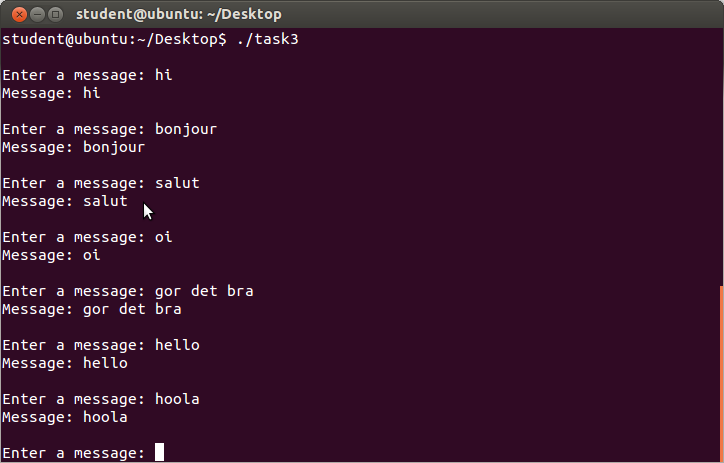 student@ubuntu: ~/Desktop
student@ubuntu:~/Desktop$ ./task3
Enter a message: hi
Message: hi
Enter a message: bonjour
Message: bonjour
Enter a message: salut
Message: salut
Enter a message: oi
Message: oi
Enter a message: gor det bra
Message: gor det bra
Enter a message: hello
Message: hello
Enter a message: hoola
Message: hoola
Enter a message: